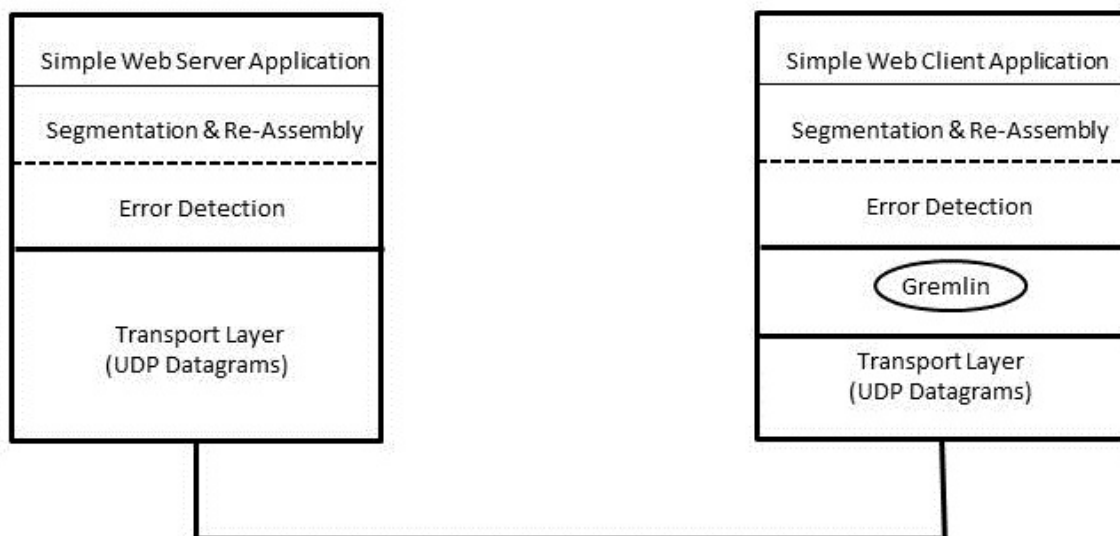 Simple Web Server Application
Segmentation & Re-Assembly
Error Detection
Transport Layer
(UDP Datagrams)
Simple Web Client Application
Segmentation & Re-Assembly
Error Detection
Gremlin
Transport Layer
(UDP Datagrams)